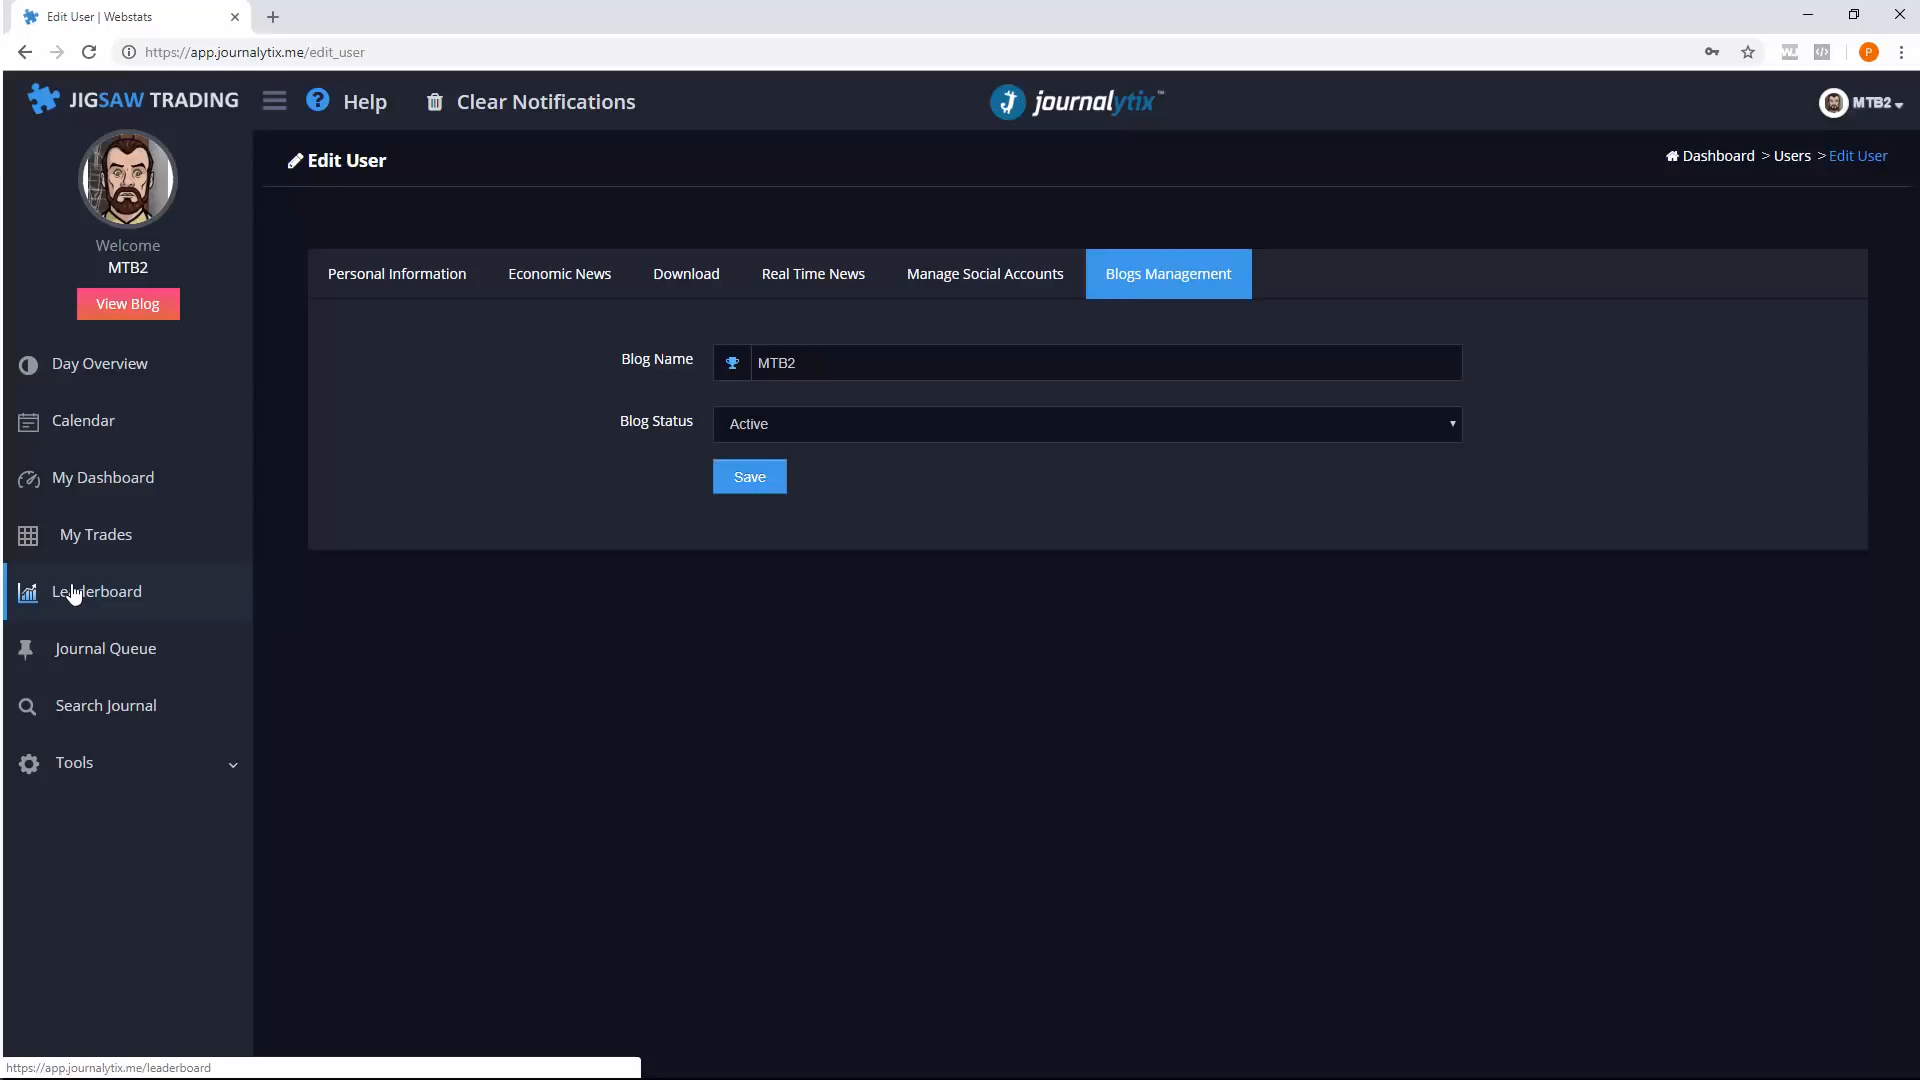 Edit User | Webstats
https://app.journalytix.me/edit_user
P
JIGSAW TRADING
Help
Clear Notifications
journalytix™
MTB2
Edit User
Dashboard > Users > Edit User
Welcome
MTB2
View Blog
Personal Information
Economic News
Download
Real Time News
Manage Social Accounts
Blogs Management
Blog Name
MTB2
Blog Status
Active
Save
Day Overview
Calendar
My Dashboard
My Trades
Leaderboard
Journal Queue
Search Journal
Tools
https://app.journalytix.me/leaderboard